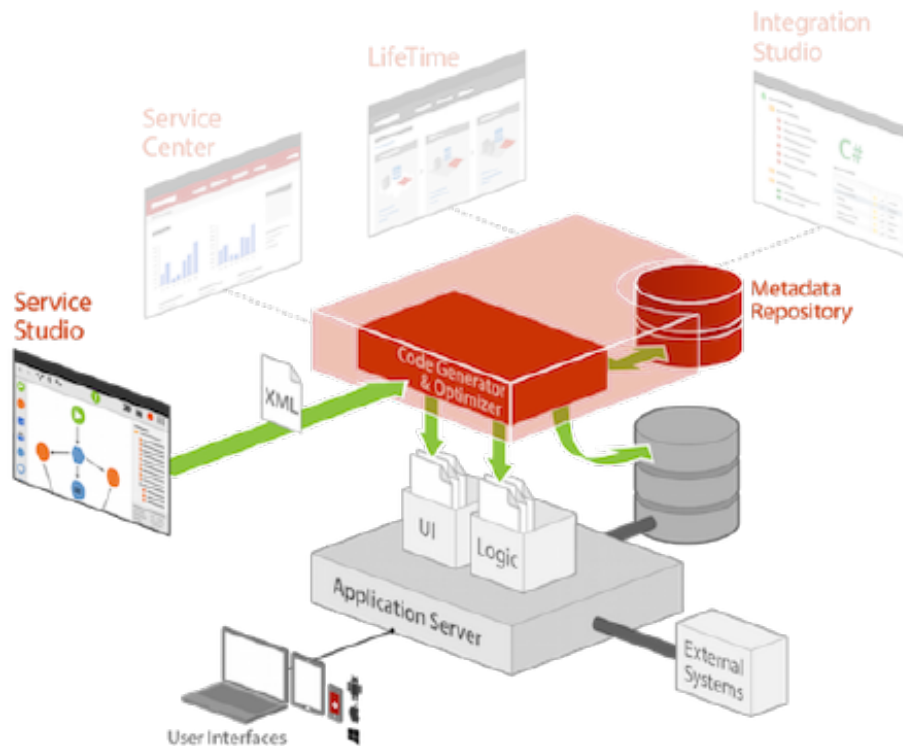 LifeTime
Integration
Studio
Service
Center
C#
Service
Studio
Metadata
Repository
Code Generator
& Optimizer
XML
UI
Logic
Application Server
External
Systems
User Interfaces